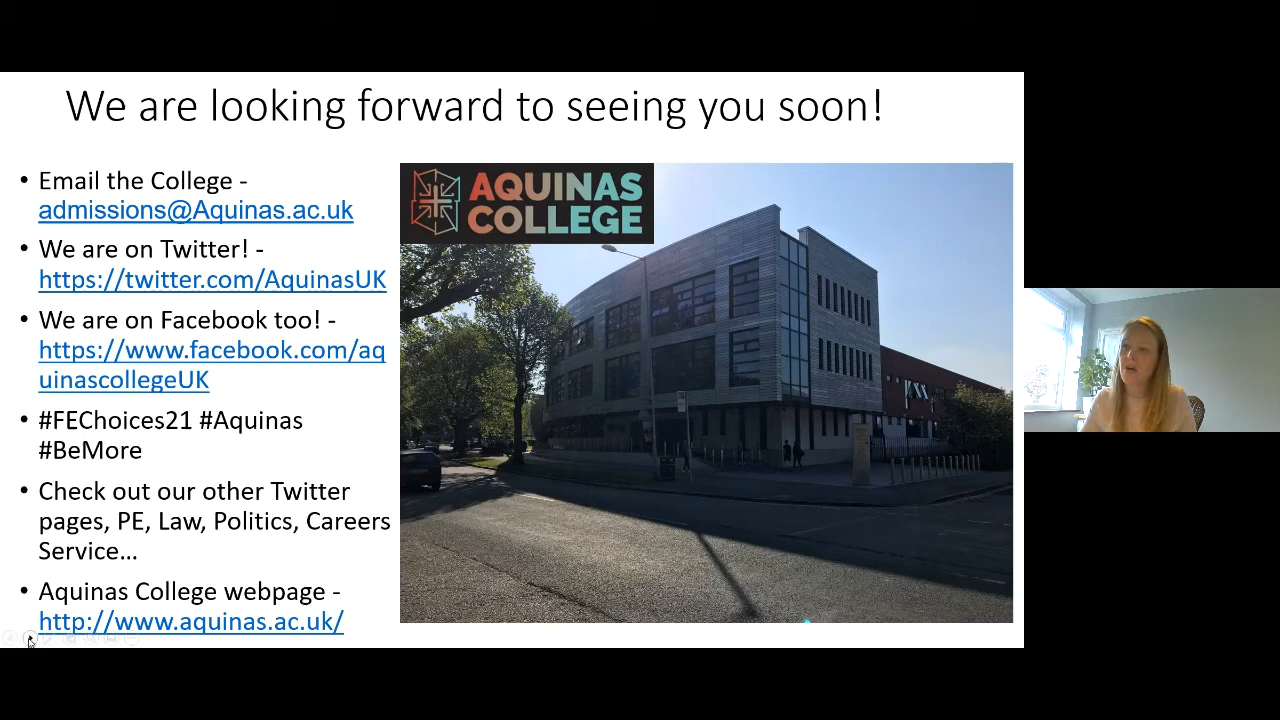 We are looking forward to seeing you soon!
• Email the College -
admissions@Aquinas.ac.uk
• We are on Twitter! -
https://twitter.com/AquinasUK
• We are on Facebook too! -
https://www.facebook.com/aq
uinascollegeUK
• #FEChoices21 #Aquinas
#BeMore
• Check out our other Twitter
pages, PE, Law, Politics, Careers
Service...
• Aquinas College webpage -
http://www.aquinas.ac.uk/
AQUINAS
COLLEGE